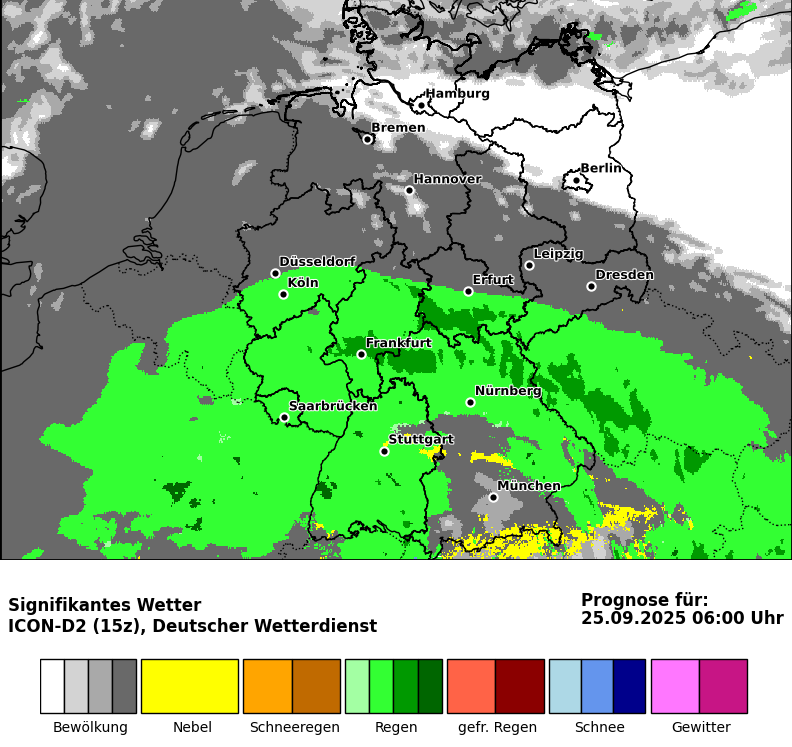 Hamburg
Bremen
Berlin
Hannover
Leipzig
Düsseldorf
Dresden
Köln
Erfurt
Frankfurt
Nürnberg
Saarbrücken
Stuttgart
München
Signifikantes Wetter
ICON-D2 (15z), Deutscher Wetterdienst
Prognose für:
25.09.2025 06:00 Uhr
Bewölkung Nebel Schneeregen Regen gefr. Regen Schnee Gewitter